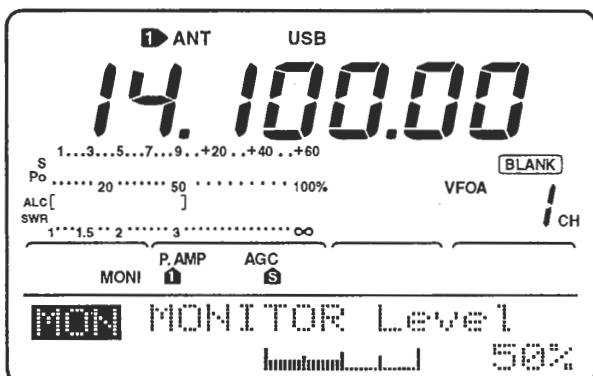 1 ANT USB
14.100.00
1...3...5...7...9..+20..+40..+60
S
BLANK
Po 20 50 100%
VFOA
ALC [ ]
1 CH
SWR
1 1.5 2 3 ∞
MONI P.AMP 1 AGC S
MON MONITOR Level
50%